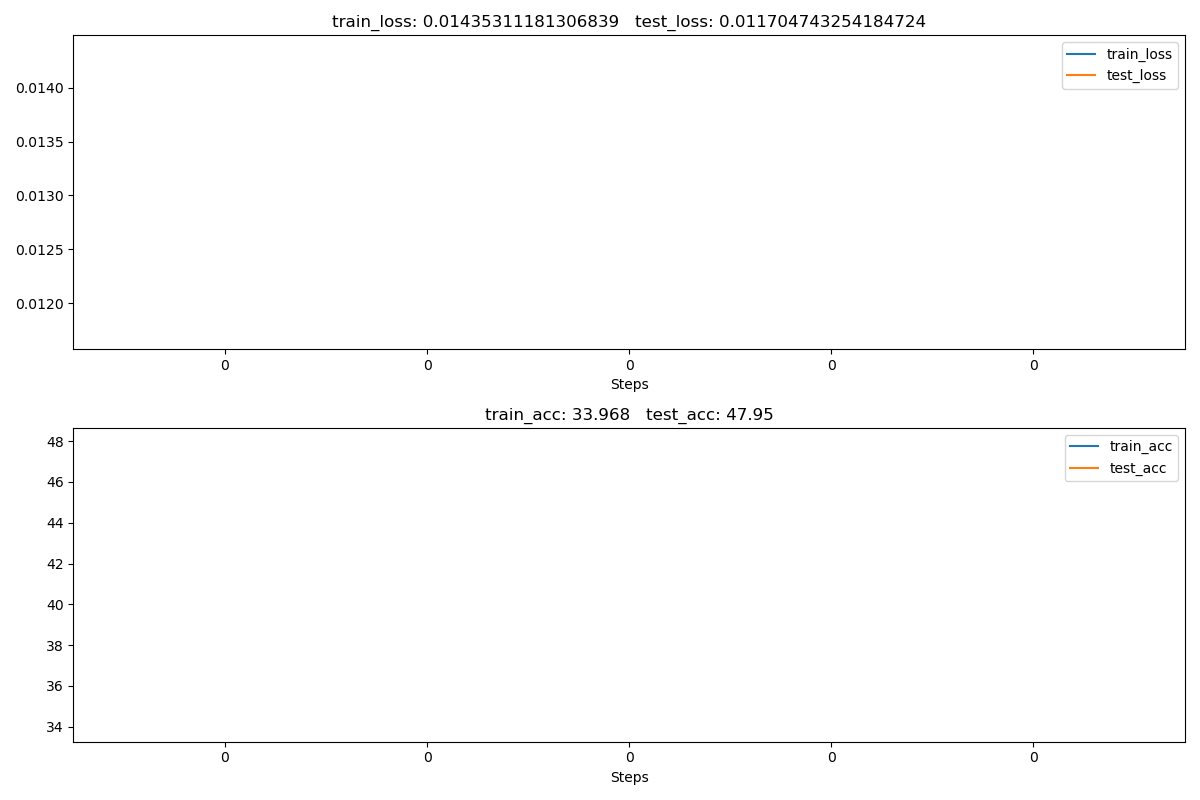 train_loss: 0.01435311181306839   test_loss: 0.011704743254184724
train_loss
test_loss
0.0140
0.0135
0.0130
0.0125
0.0120
0 0 0 0 0
Steps
train_acc: 33.968   test_acc: 47.95
train_acc
test_acc
48
46
44
42
40
38
36
34
0 0 0 0 0
Steps